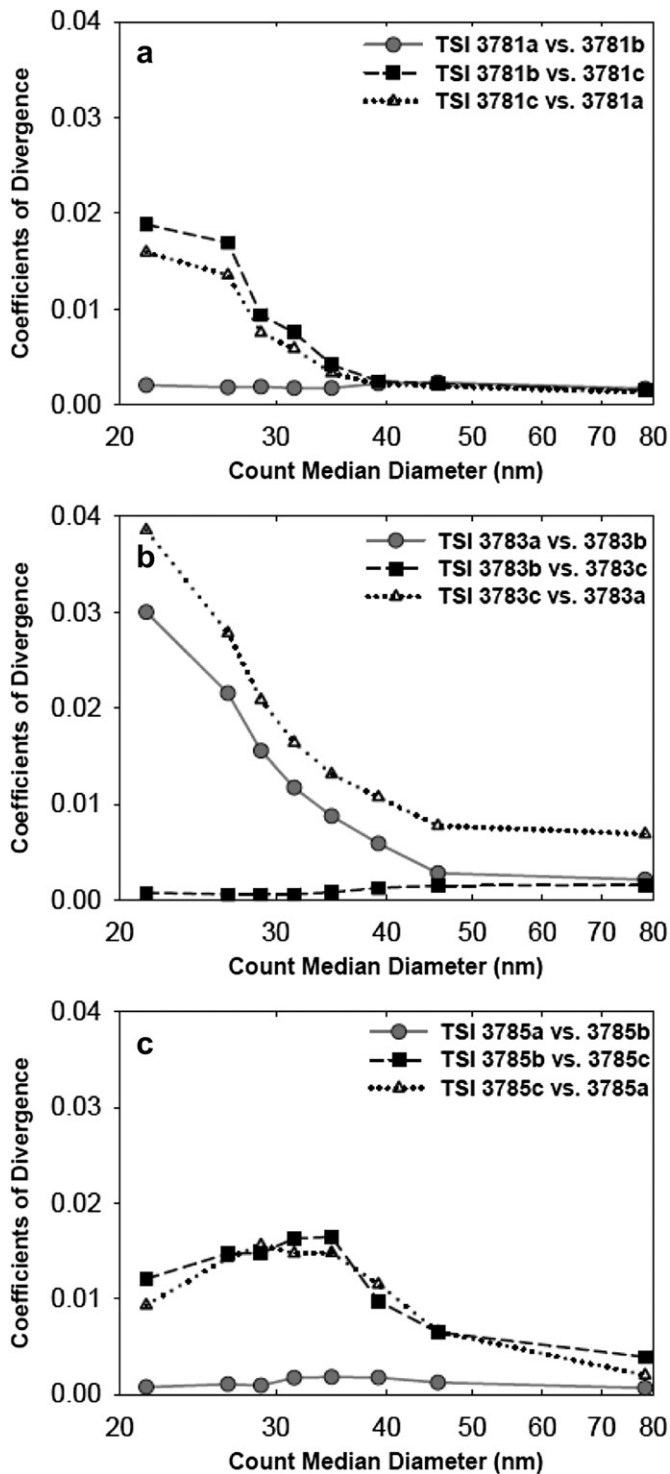 a
TSI 3781a vs. 3781b
TSI 3781b vs. 3781c
TSI 3781c vs. 3781a
Coefficients of Divergence
0.04
0.03
0.02
0.01
0.00
20 30 40 50 60 70 80
Count Median Diameter (nm)
b
TSI 3783a vs. 3783b
TSI 3783b vs. 3783c
TSI 3783c vs. 3783a
Coefficients of Divergence
0.04
0.03
0.02
0.01
0.00
20 30 40 50 60 70 80
Count Median Diameter (nm)
c
TSI 3785a vs. 3785b
TSI 3785b vs. 3785c
TSI 3785c vs. 3785a
Coefficients of Divergence
0.04
0.03
0.02
0.01
0.00
20 30 40 50 60 70 80
Count Median Diameter (nm)